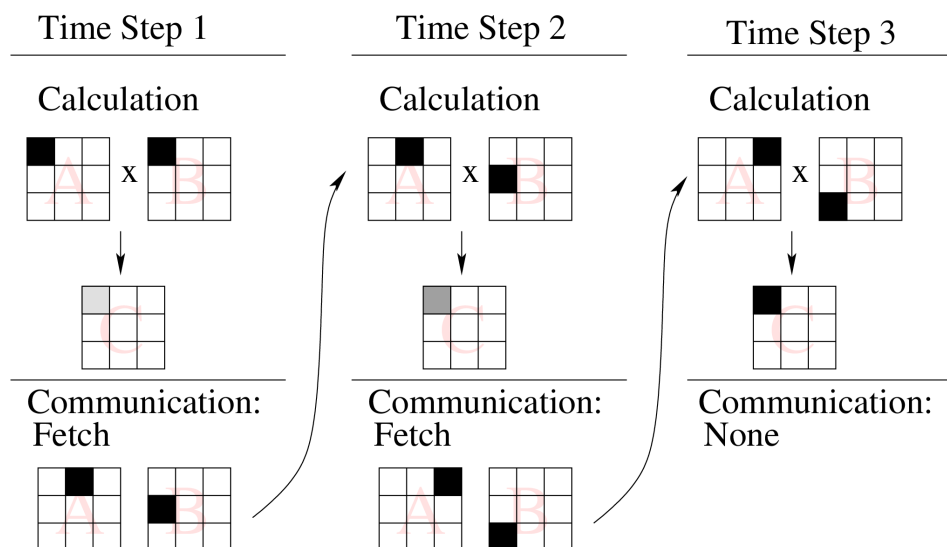 Time Step 1
Time Step 2
Time Step 3
Calculation
Calculation
Calculation
A x B
A x B
A x B
C
C
C
Communication:
Fetch
Communication:
Fetch
Communication:
None
A B
A B